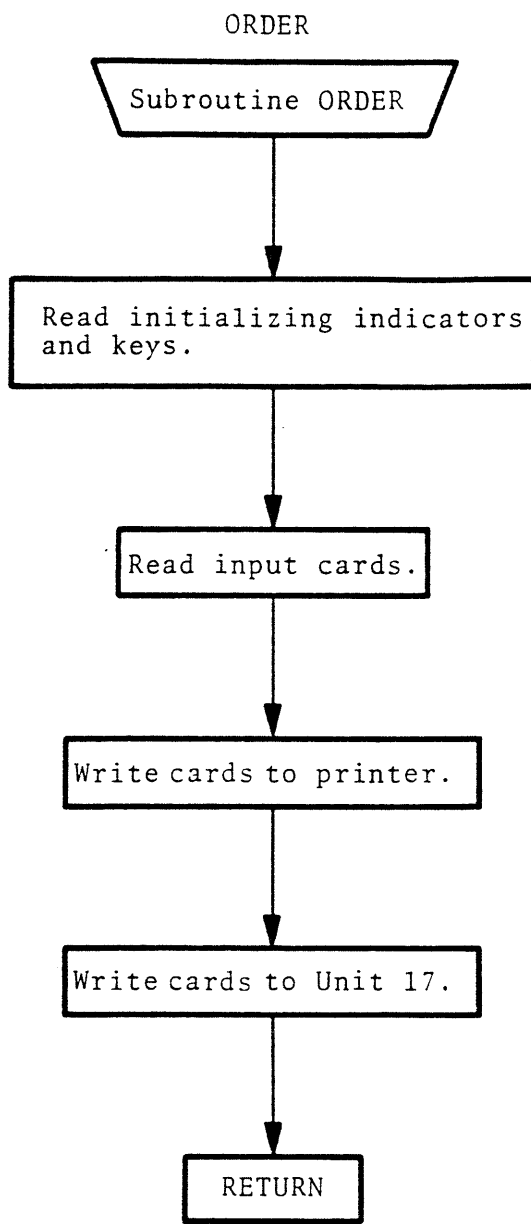 ORDER
Subroutine ORDER
Read initializing indicators
and keys.
Read input cards.
Write cards to printer.
Write cards to Unit 17.
RETURN